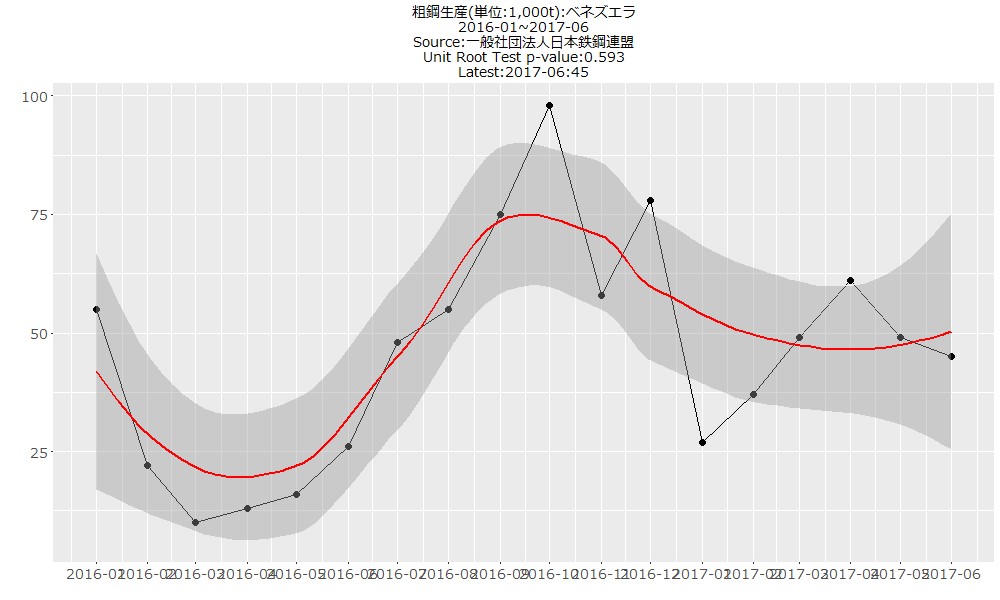 粗鋼生産(単位:1,000t):ベネズエラ
2016-01~2017-06
Source:一般社団法人日本鉄鋼連盟
Unit Root Test p-value:0.593
Latest:2017-06:45
100
75
50
25
2016-01 2016-02 2016-03 2016-04 2016-05 2016-06 2016-07 2016-08 2016-09 2016-10 2016-11 2016-12 2017-01 2017-02 2017-03 2017-04 2017-05 2017-06